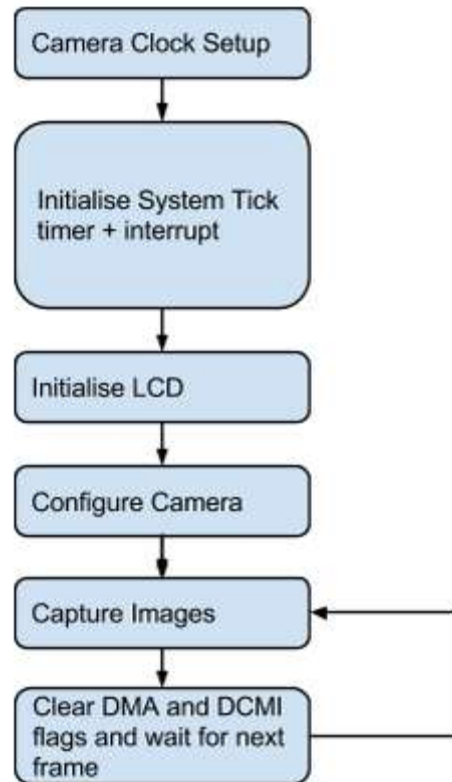 Camera Clock Setup
Initialise System Tick
timer + interrupt
Initialise LCD
Configure Camera
Capture Images
Clear DMA and DCMI
flags and wait for next
frame